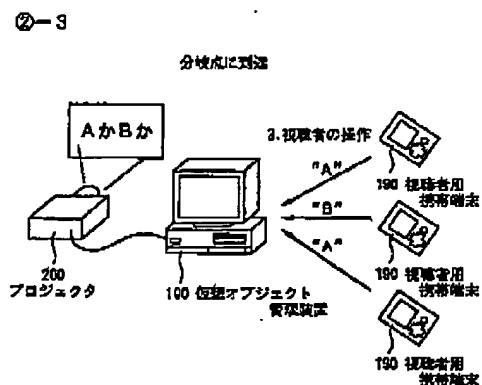 ②-3
分岐点に到達
AかBか
3.視聴者の操作
"A"
190 視聴者用
携帯端末
"B"
"A"
190 視聴者用
携帯端末
200
プロジェクタ
100 仮想オブジェクト
管理装置
190 視聴者用
携帯端末